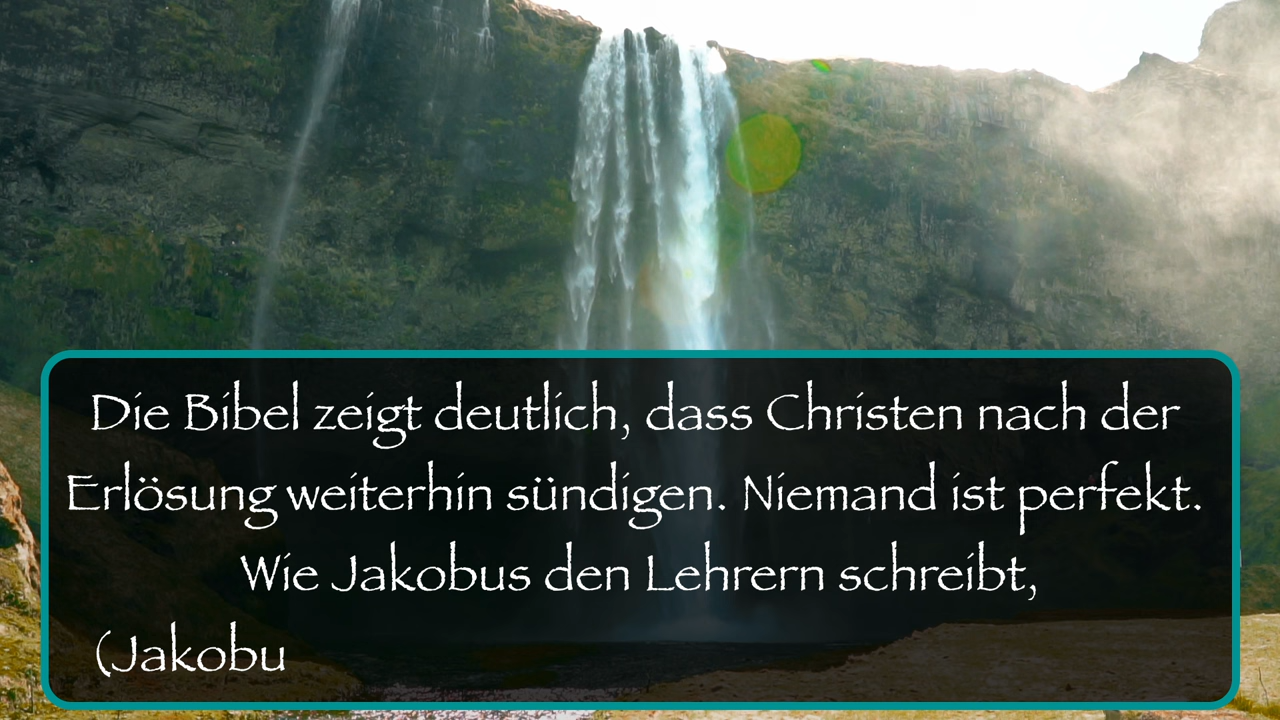 Die Bibel zeigt deutlich, dass Christen nach der
Erlösung weiterhin sündigen. Niemand ist perfekt.
Wie Jakobus den Lehrern schreibt,
(Jakobu